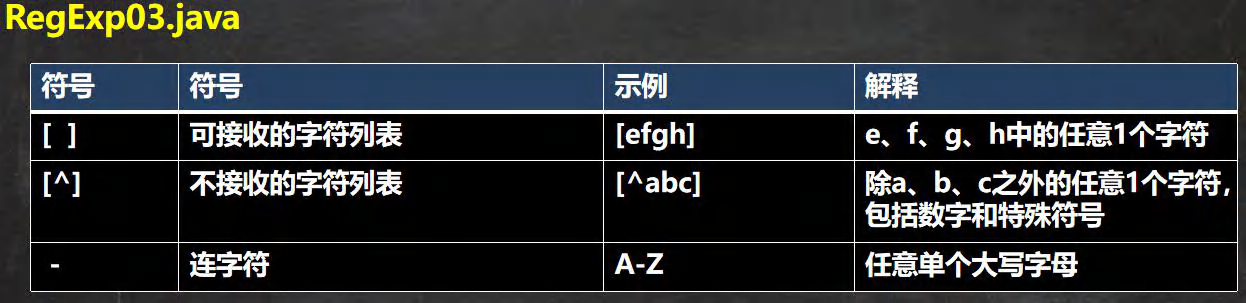 RegExp03.java
符号 符号 示例 解释
[ ] 可接收的字符列表 [efgh] e、f、g、h中的任意1个字符
[^] 不接收的字符列表 [^abc] 除a、b、c之外的任意1个字符，
包括数字和特殊符号
- 连字符 A-Z 任意单个大写字母